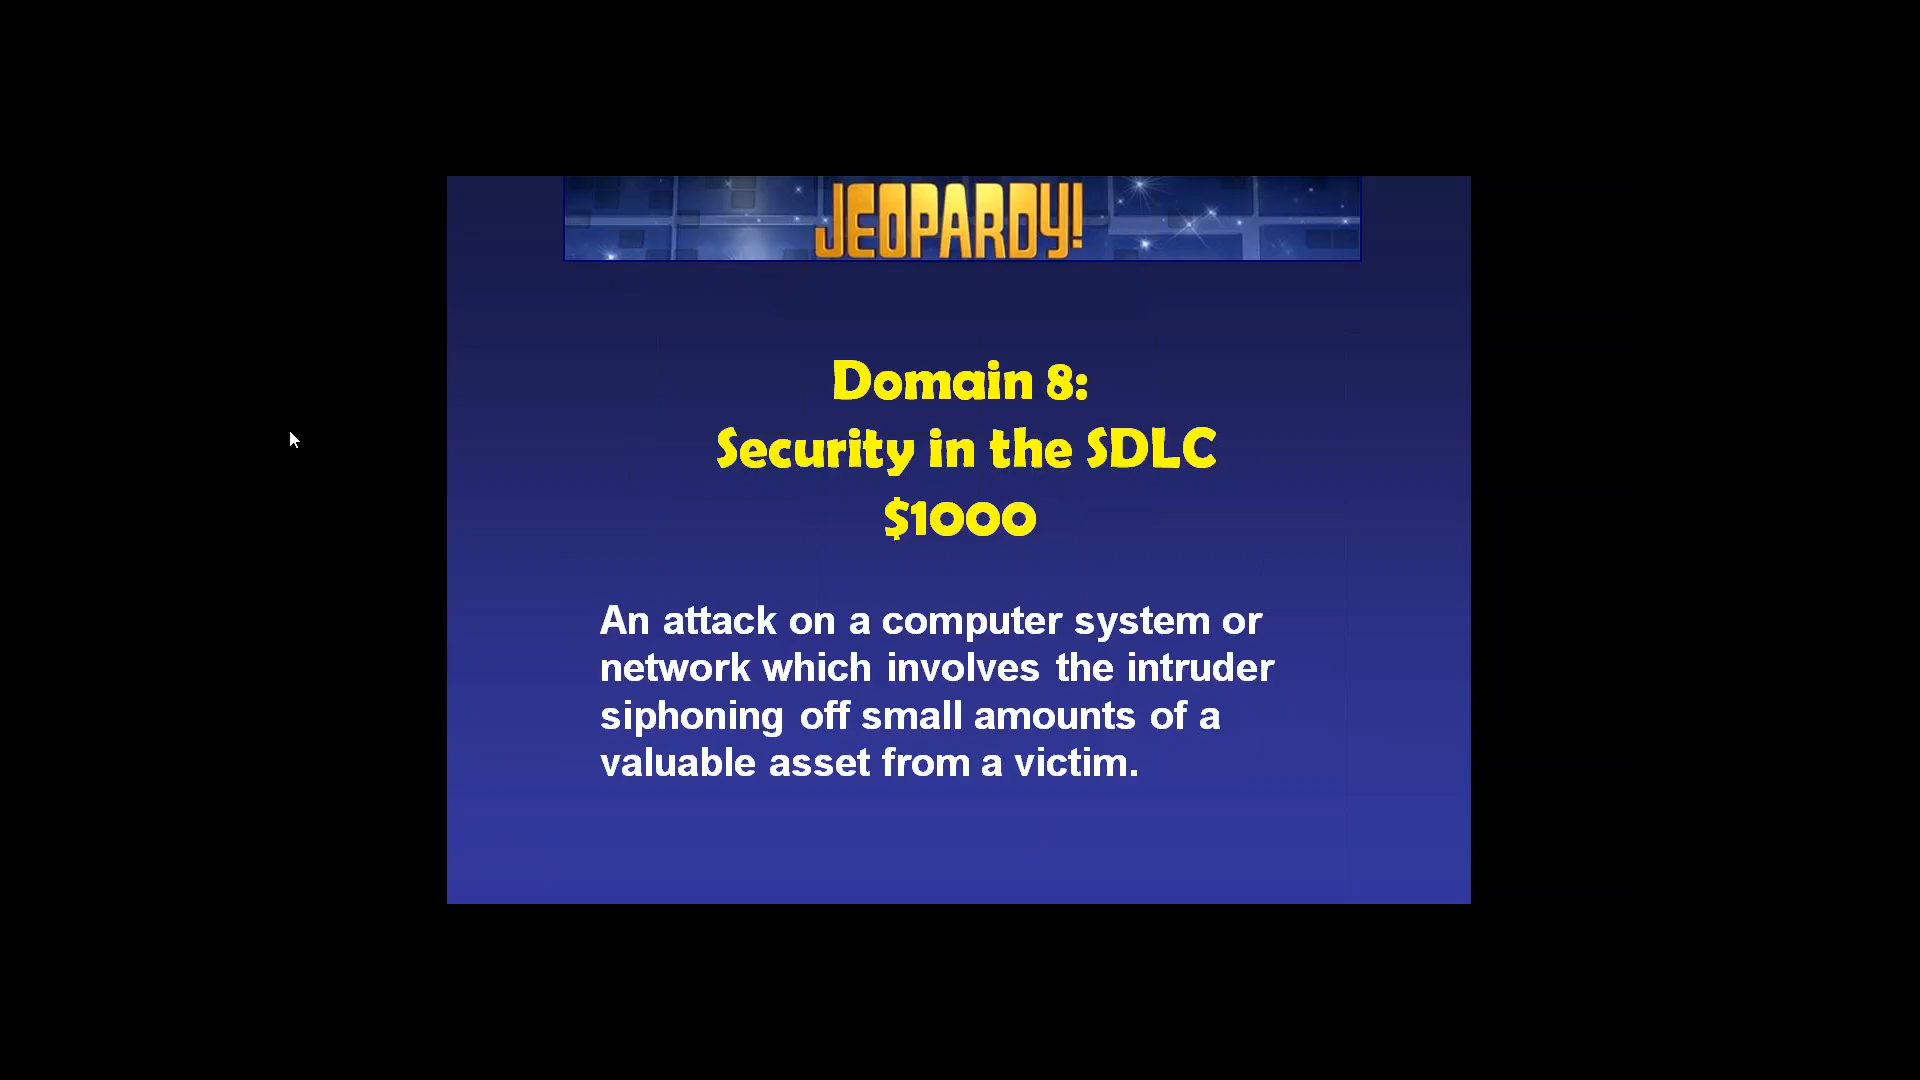 JEOPARDY!
Domain 8:
Security in the SDLC
$1000
An attack on a computer system or
network which involves the intruder
siphoning off small amounts of a
valuable asset from a victim.